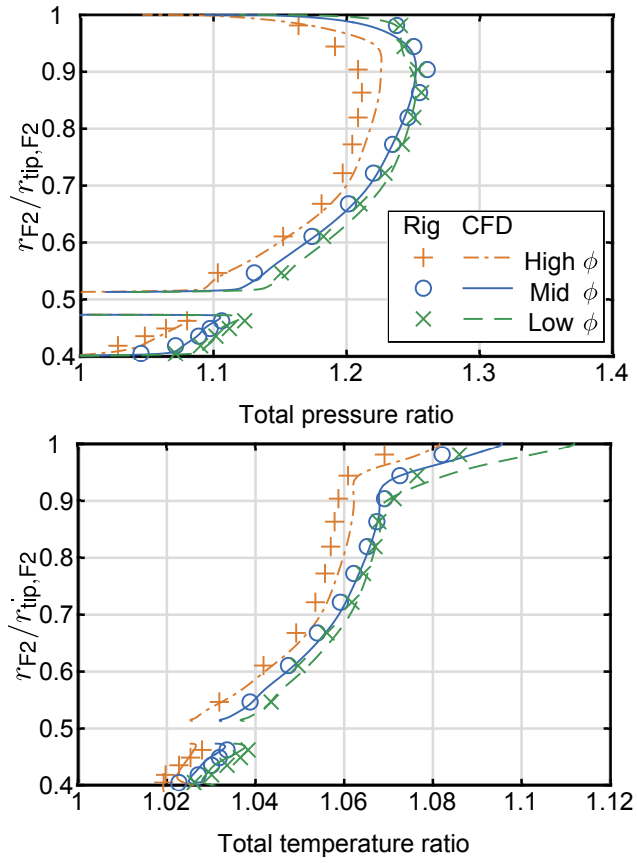 1
0.9
0.8
0.7
0.6
0.5
0.4
r_F2/r_tip,F2
Rig CFD
High ϕ
Mid ϕ
Low ϕ
1 1.1 1.2 1.3 1.4
Total pressure ratio
1
0.9
0.8
0.7
0.6
0.5
0.4
r_F2/r_tip,F2
1.02 1.04 1.06 1.08 1.1 1.12
Total temperature ratio